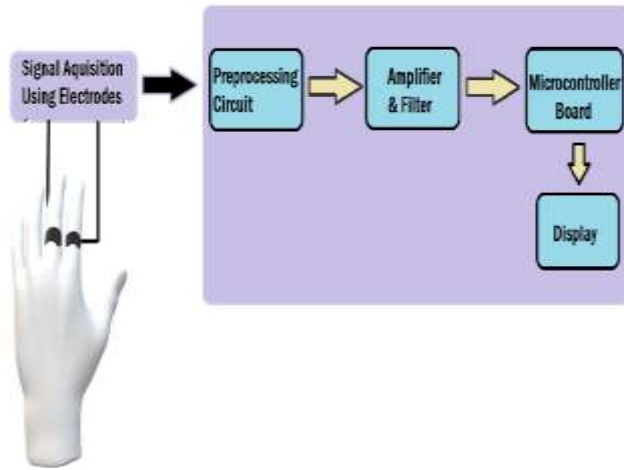 Signal Aquisition
Using Electrodes
Preprocessing
Circuit
Amplifier
& Filter
Microcontroller
Board
Display